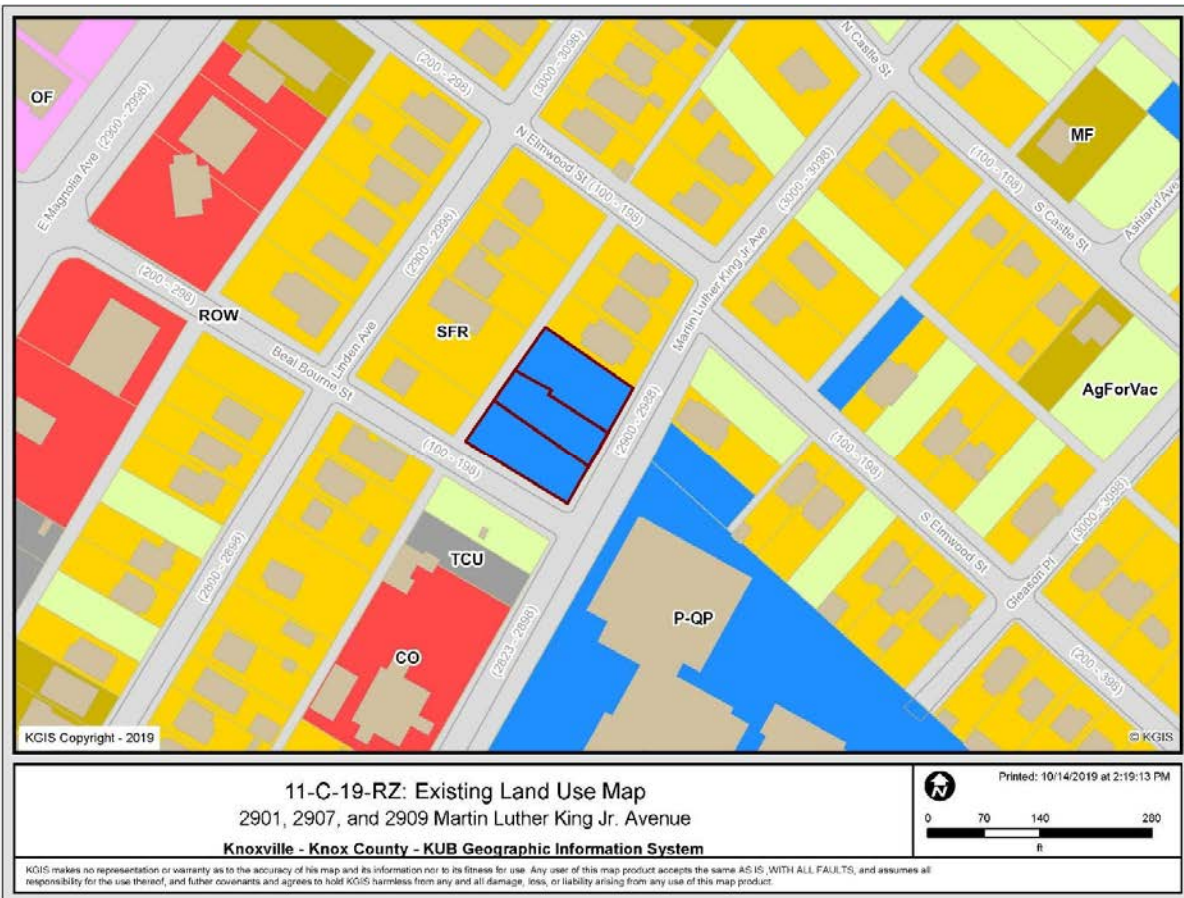 OF
E Magnolia Ave (2900 - 2998)
(200 - 298)
(3000 - 3098)
N Castle St
N Elmwood St (100 - 198)
MF
(3000 - 3098)
(100 - 198)
S Castle St
Ashland Ave
(2900 - 2998)
(200 - 298)
ROW
Beal Bourne St
Linden Ave
SFR
Martin Luther King Jr Ave
AgForVac
(2900 - 2988)
(100 - 198)
(100 - 198)
S Elmwood St
(3000 - 3098)
Gleason Pl
(2800 - 2898)
TCU
(2823 - 2898)
P-QP
CO
(200 - 398)
KGIS Copyright - 2019
© KGIS
11-C-19-RZ: Existing Land Use Map
2901, 2907, and 2909 Martin Luther King Jr. Avenue
Knoxville - Knox County - KUB Geographic Information System
N
Printed: 10/14/2019 at 2:19:13 PM
0 70 140 280
ft
KGIS makes no representation or warranty as to the accuracy of his map and its information nor to its fitness for use. Any user of this map product accepts the same AS IS ,WITH ALL FAULTS, and assumes all
responsibility for the use thereof, and futher covenants and agrees to hold KGIS harmless from any and all damage, loss, or liability arising from any use of this map product.